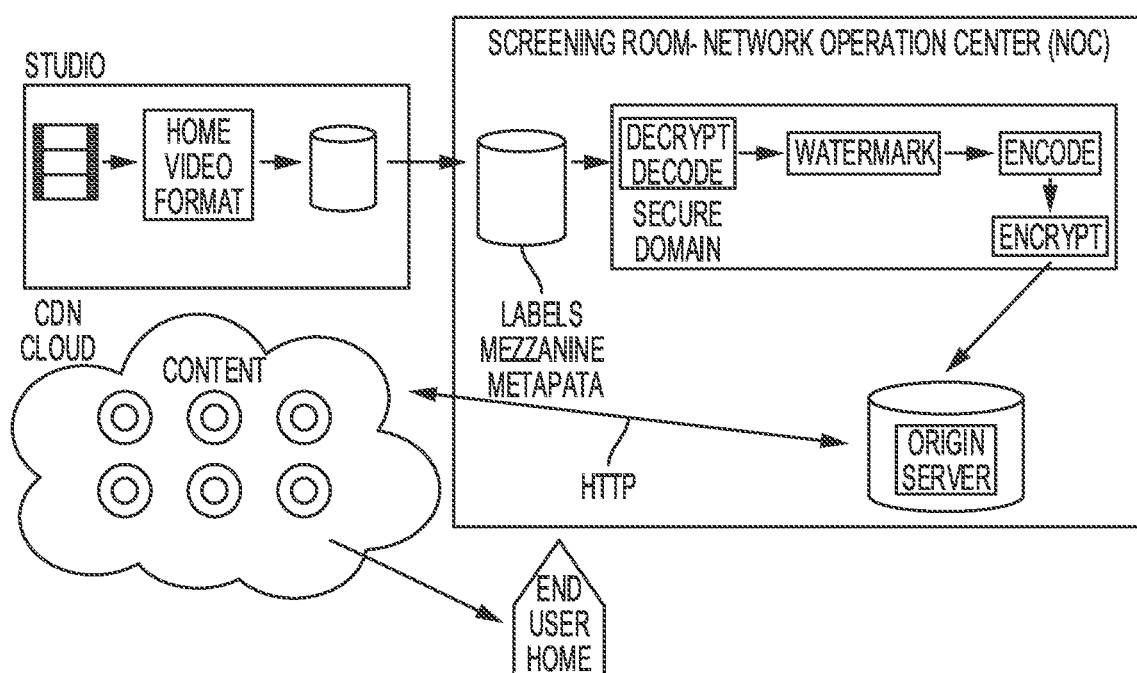 SCREENING ROOM- NETWORK OPERATION CENTER (NOC)
STUDIO
HOME
VIDEO
FORMAT
DECRYPT
DECODE
WATERMARK
ENCODE
SECURE
DOMAIN
ENCRYPT
LABELS
MEZZANINE
METAPATA
CDN
CLOUD
CONTENT
HTTP
ORIGIN
SERVER
END
USER
HOME